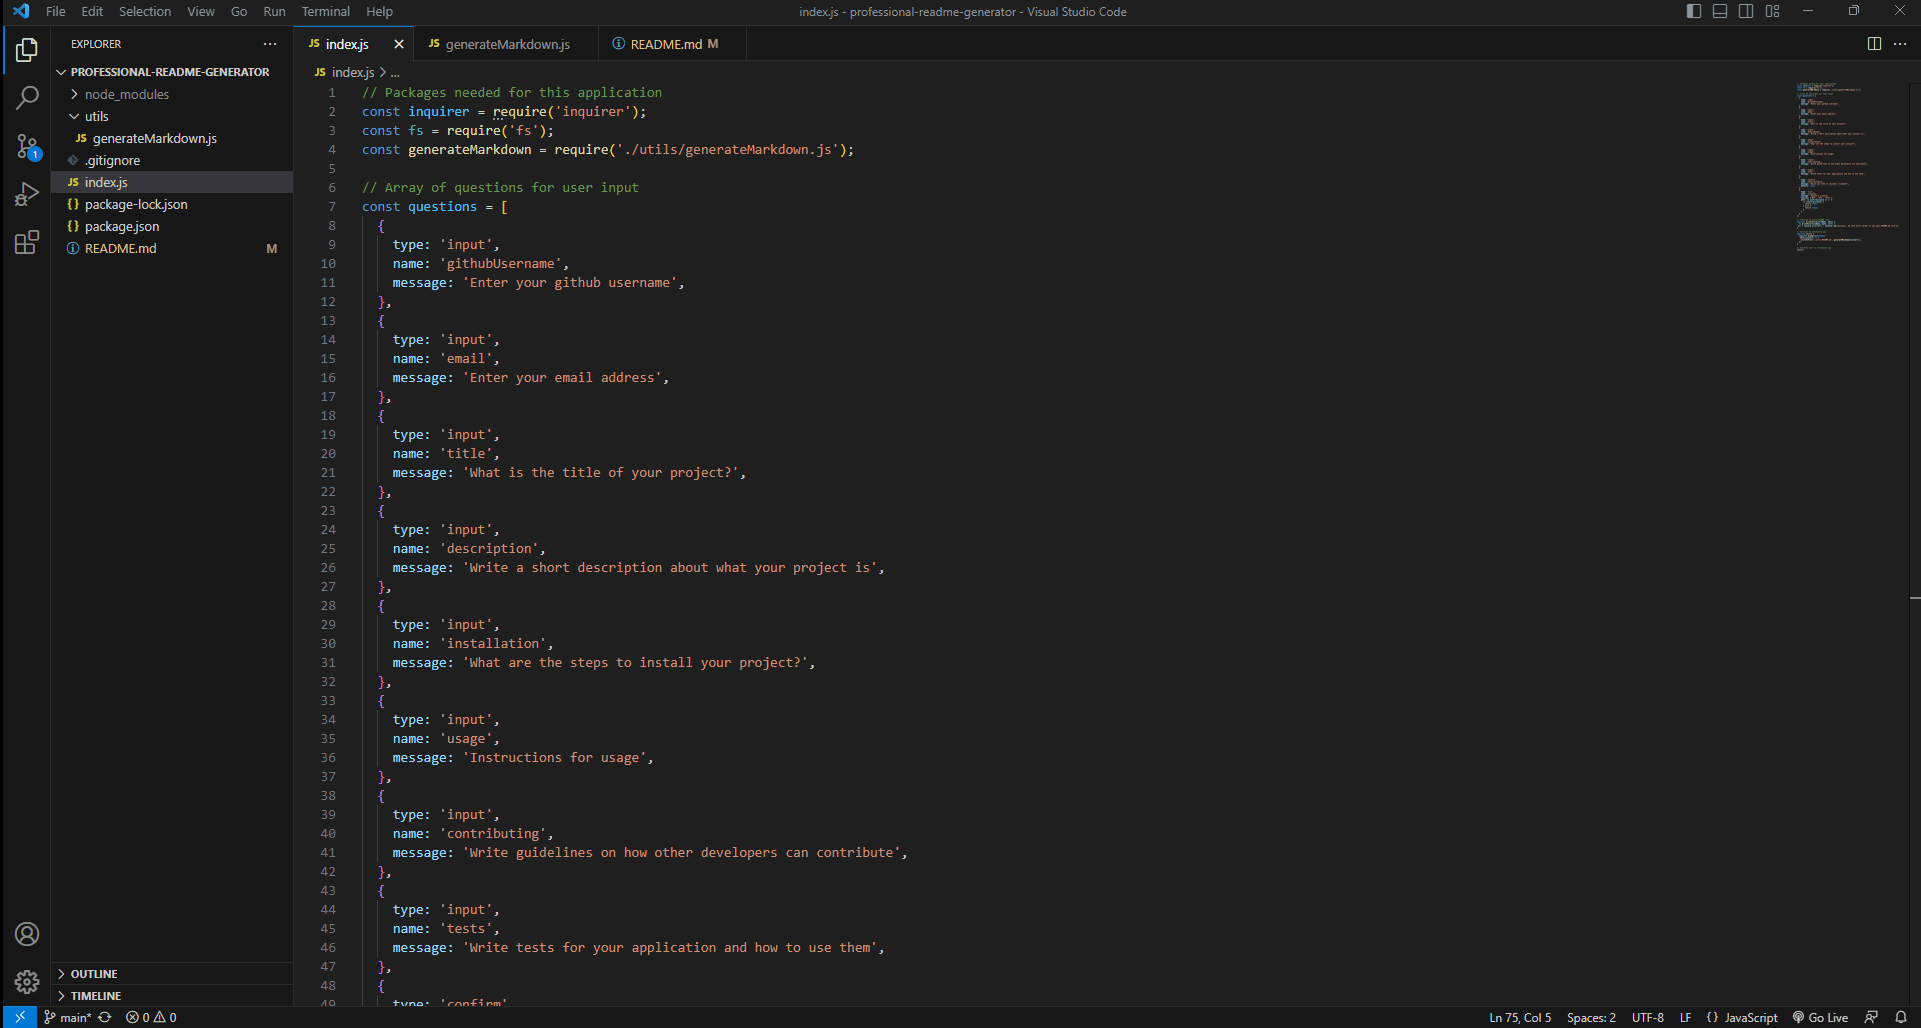 File Edit Selection View Go Run Terminal Help
index.js - professional-readme-generator - Visual Studio Code
EXPLORER
JS index.js
JS generateMarkdown.js
README.md M
PROFESSIONAL-README-GENERATOR
node_modules
utils
JS generateMarkdown.js
.gitignore
JS index.js
{} package-lock.json
{} package.json
README.md M
OUTLINE
TIMELINE
1
JS index.js > ...
1 // Packages needed for this application
2 const inquirer = require('inquirer');
3 const fs = require('fs');
4 const generateMarkdown = require('./utils/generateMarkdown.js');
5
6 // Array of questions for user input
7 const questions = [
8 {
9 type: 'input',
10 name: 'githubUsername',
11 message: 'Enter your github username',
12 },
13 {
14 type: 'input',
15 name: 'email',
16 message: 'Enter your email address',
17 },
18 {
19 type: 'input',
20 name: 'title',
21 message: 'What is the title of your project?',
22 },
23 {
24 type: 'input',
25 name: 'description',
26 message: 'Write a short description about what your project is',
27 },
28 {
29 type: 'input',
30 name: 'installation',
31 message: 'What are the steps to install your project?',
32 },
33 {
34 type: 'input',
35 name: 'usage',
36 message: 'Instructions for usage',
37 },
38 {
39 type: 'input',
40 name: 'contributing',
41 message: 'Write guidelines on how other developers can contribute',
42 },
43 {
44 type: 'input',
45 name: 'tests',
46 message: 'Write tests for your application and how to use them',
47 },
48 {
49 type: 'confirm'
main* 0 0
Ln 75, Col 5 Spaces: 2 UTF-8 LF {} JavaScript Go Live